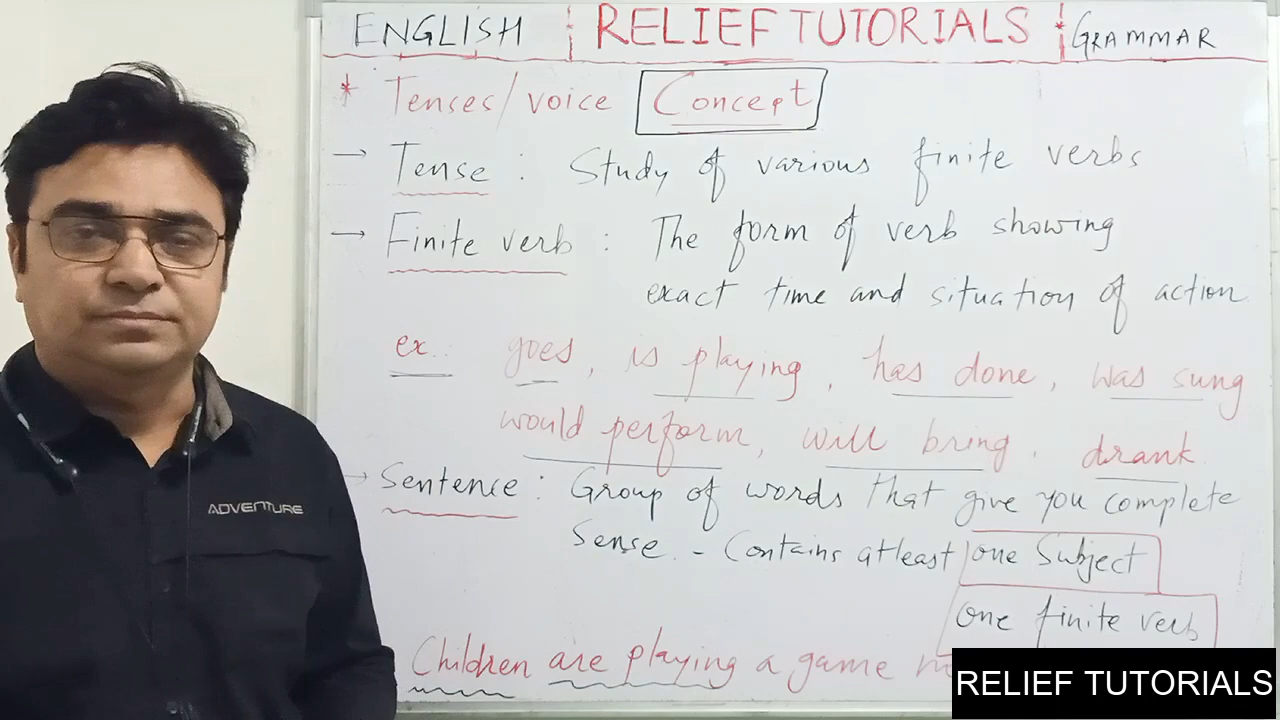 ENGLISH RELIEF TUTORIALS GRAMMAR
* Tenses/voice Concept
→ Tense : Study of various finite verbs
→ Finite verb : The form of verb showing
exact time and situation of action
ex.: goes, is playing, has done, was sung
would perform, will bring, drank.
→ Sentence : Group of words that give you complete
Sense. - Contains atleast one Subject
one finite verb
Children are playing a game
ADVENTURE
RELIEF TUTORIALS